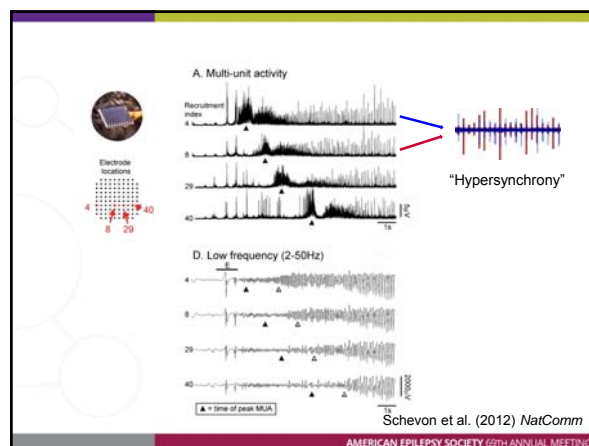 A. Multi-unit activity
Recruitment
index
4
8
29
40
5μV
1s
Electrode
locations
4
40
8
29
"Hypersynchrony"
D. Low frequency (2-50Hz)
E
4
8
29
40
2000μV
1s
▲ = time of peak MUA
Schevon et al. (2012) NatComm
AMERICAN EPILEPSY SOCIETY 69TH ANNUAL MEETING